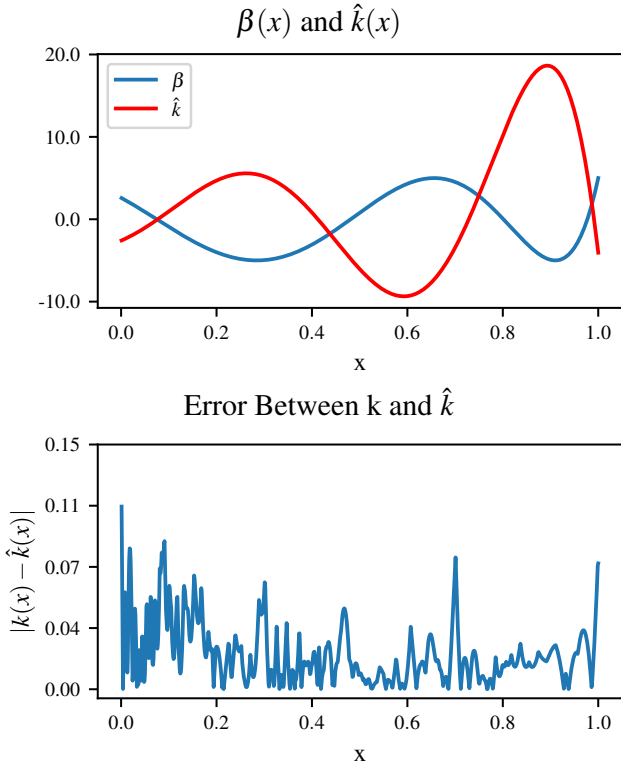 β(x) and k̂(x)
20.0
β
k̂
10.0
0.0
-10.0
0.0 0.2 0.4 0.6 0.8 1.0
x
Error Between k and k̂
0.15
0.11
0.07
0.04
0.00
|k(x) − k̂(x)|
0.0 0.2 0.4 0.6 0.8 1.0
x